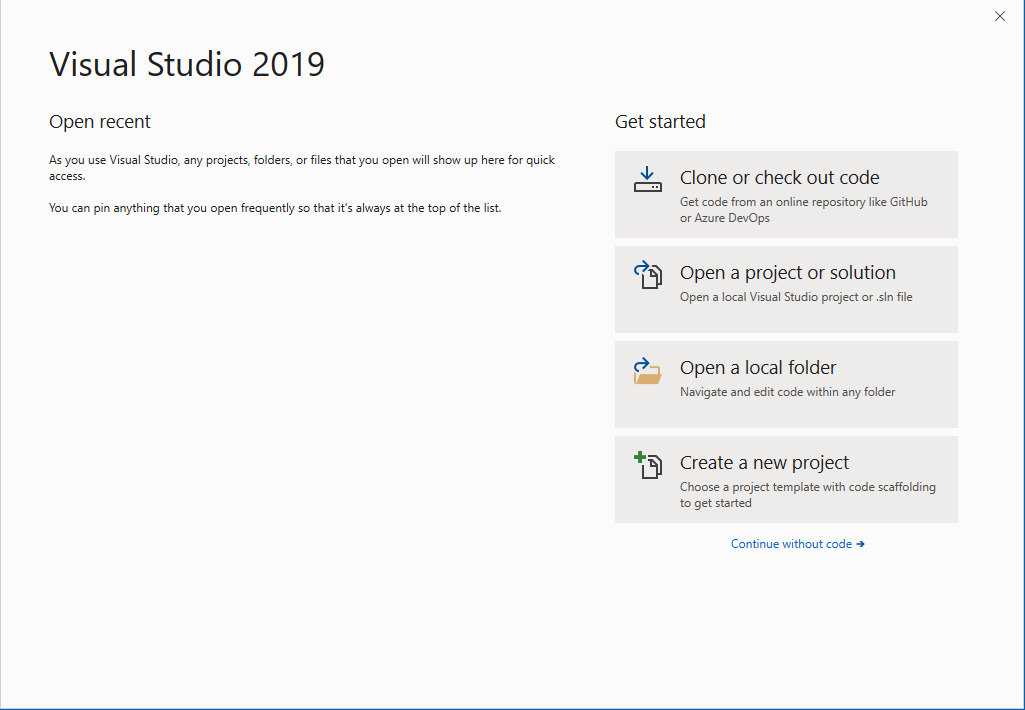 Visual Studio 2019
Open recent
As you use Visual Studio, any projects, folders, or files that you open will show up here for quick
access.
You can pin anything that you open frequently so that it's always at the top of the list.
Get started
Clone or check out code
Get code from an online repository like GitHub
or Azure DevOps
Open a project or solution
Open a local Visual Studio project or .sln file
Open a local folder
Navigate and edit code within any folder
Create a new project
Choose a project template with code scaffolding
to get started
Continue without code →